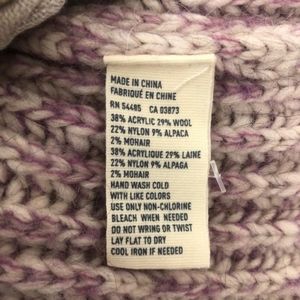 MADE IN CHINA
FABRIQUÉ EN CHINE
RN 54485 CA 03873
38% ACRYLIC 29% WOOL
22% NYLON 9% ALPACA
2% MOHAIR
38% ACRYLIQUE 29% LAINE
22% NYLON 9% ALPAGA
2% MOHAIR
HAND WASH COLD
WITH LIKE COLORS
USE ONLY NON-CHLORINE
BLEACH WHEN NEEDED
DO NOT WRING OR TWIST
LAY FLAT TO DRY
COOL IRON IF NEEDED